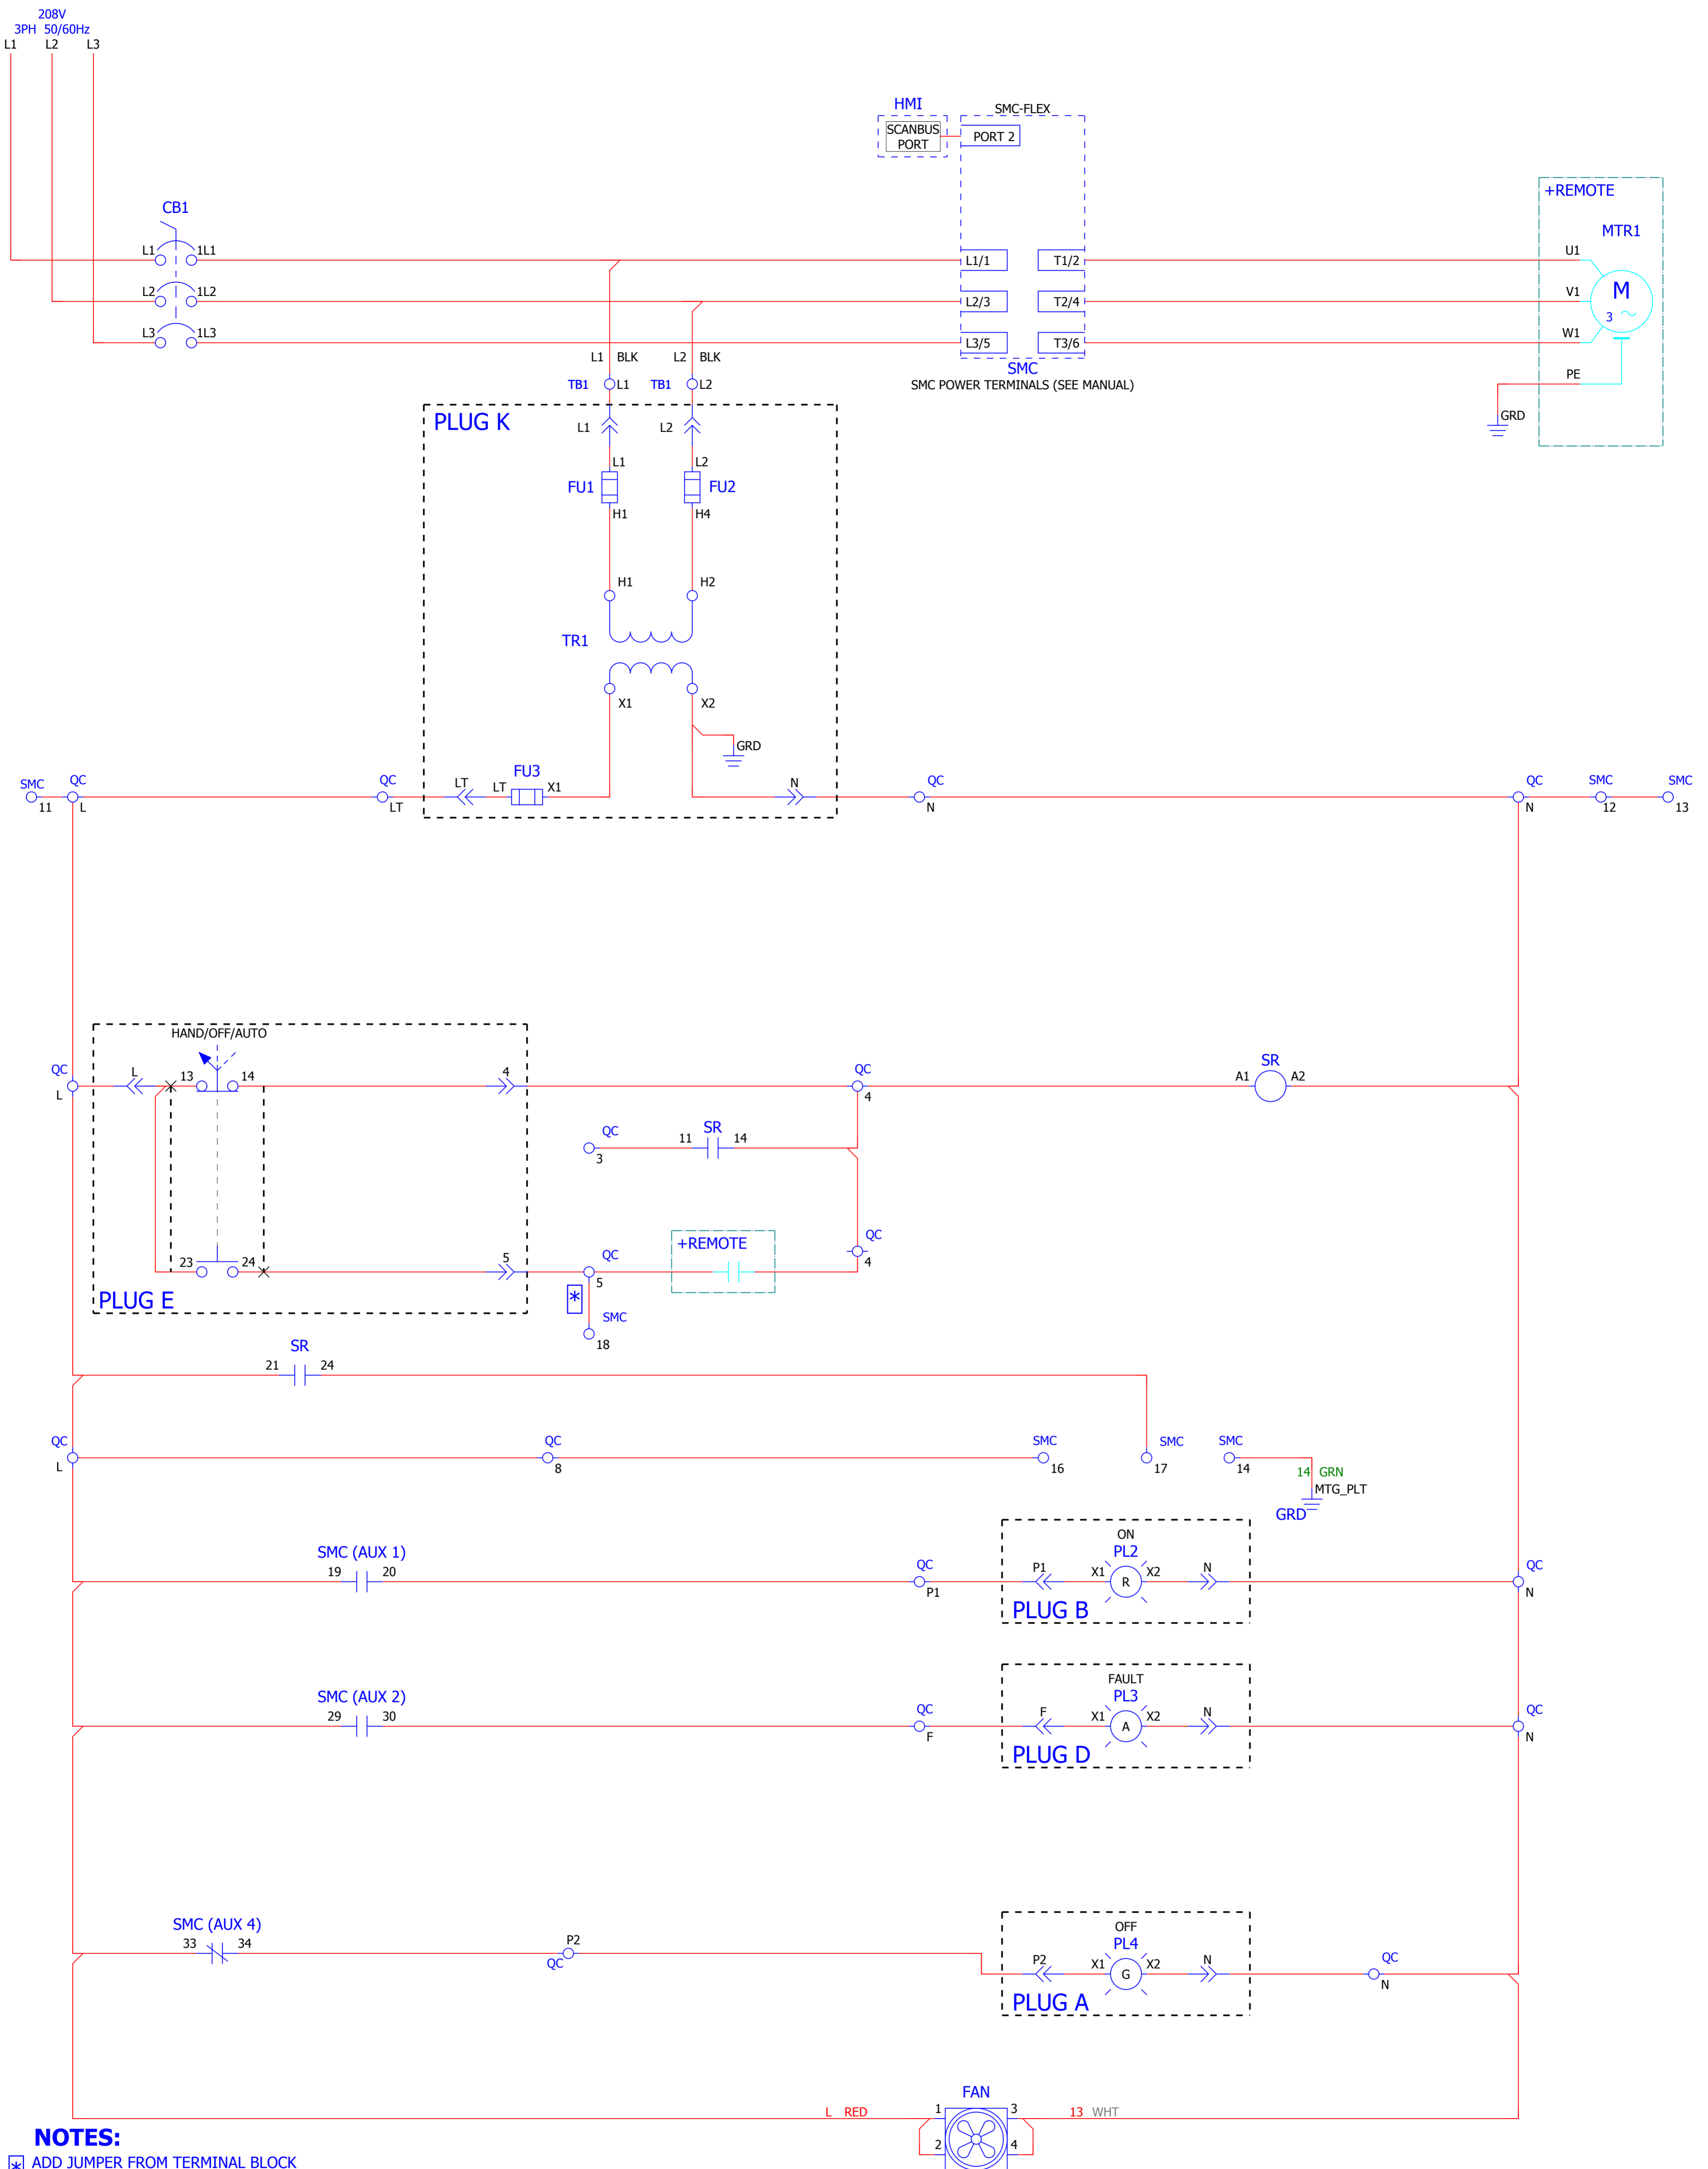 208V
3PH 50/60Hz
L1 L2 L3
HMI
SCANBUS
PORT
SMC-FLEX
PORT 2
+REMOTE
MTR1
CB1
L1 1L1
L1/1 T1/2
U1
L2 1L2
L2/3 T2/4
V1
M
3
L3 1L3
L3/5 T3/6
W1
SMC
SMC POWER TERMINALS (SEE MANUAL)
PE
GRD
L1 BLK L2 BLK
TB1 L1 TB1 L2
PLUG K
L1 L2
L1 L2
FU1 FU2
H1 H4
H1 H2
TR1
X1 X2
GRD
SMC
11
QC
L
QC
LT
LT
LT
FU3
X1
N
QC
N
QC
N
SMC
12
SMC
13
HAND/OFF/AUTO
QC
L
L
13 14
4
QC
4
SR
A1 A2
QC
3
SR
11 14
23 24
5
QC
5
+REMOTE
QC
4
PLUG E
*
SMC
18
SR
21 24
QC
L
QC
8
SMC
16
SMC
17
SMC
14
14 GRN
MTG_PLT
GRD
SMC (AUX 1)
19 20
QC
P1
ON
PL2
P1 X1 R X2 N
PLUG B
QC
N
SMC (AUX 2)
29 30
QC
F
FAULT
PL3
F X1 A X2 N
PLUG D
QC
N
SMC (AUX 4)
33 34
P2
QC
OFF
PL4
P2 X1 G X2 N
PLUG A
QC
N
FAN
L RED
1 3
13 WHT
2 4
NOTES:
* ADD JUMPER FROM TERMINAL BLOCK